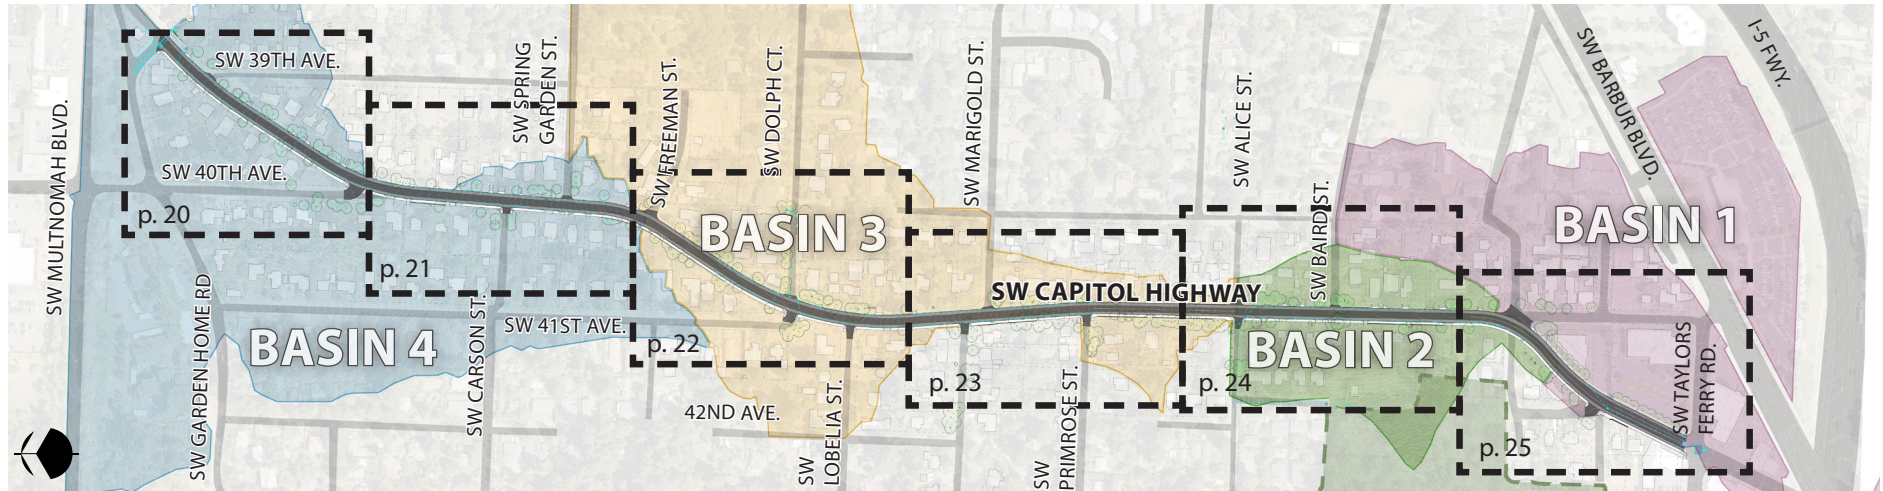 SW MULTNOMAH BLVD.
SW 39TH AVE.
SW 40TH AVE.
p. 20
SW GARDEN HOME RD
BASIN 4
p. 21
SW CARSON ST.
SW 41ST AVE.
SW SPRING
GARDEN ST.
SW FREEMAN ST.
p. 22
42ND AVE.
BASIN 3
SW DOLPH CT.
SW
LOBELIA ST.
SW MARIGOLD ST.
SW CAPITOL HIGHWAY
p. 23
SW
PRIMROSE ST.
SW ALICE ST.
p. 24
BASIN 2
SW BAIRD ST.
SW BARBUR BLVD.
I-5 FWY.
BASIN 1
p. 25
SW TAYLORS
FERRY RD.